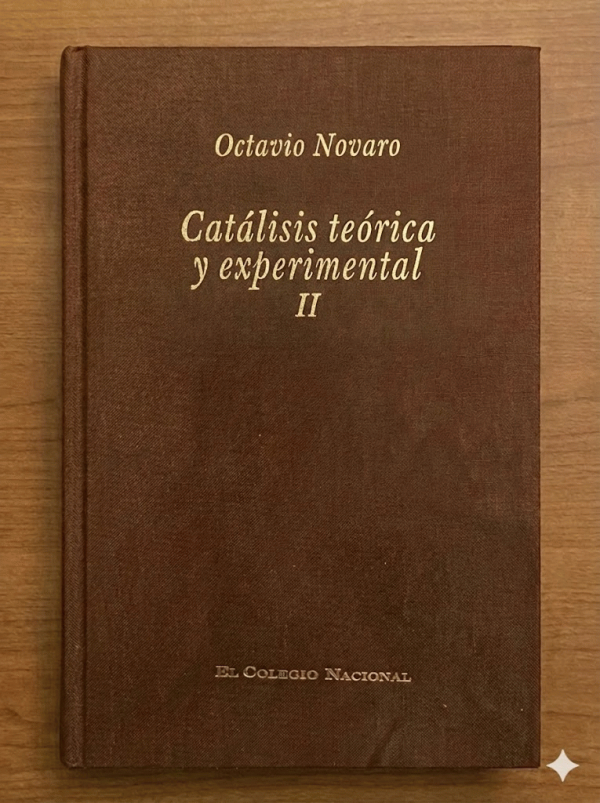 Octavio Novaro
Catálisis teórica
y experimental
II
EL COLEGIO NACIONAL